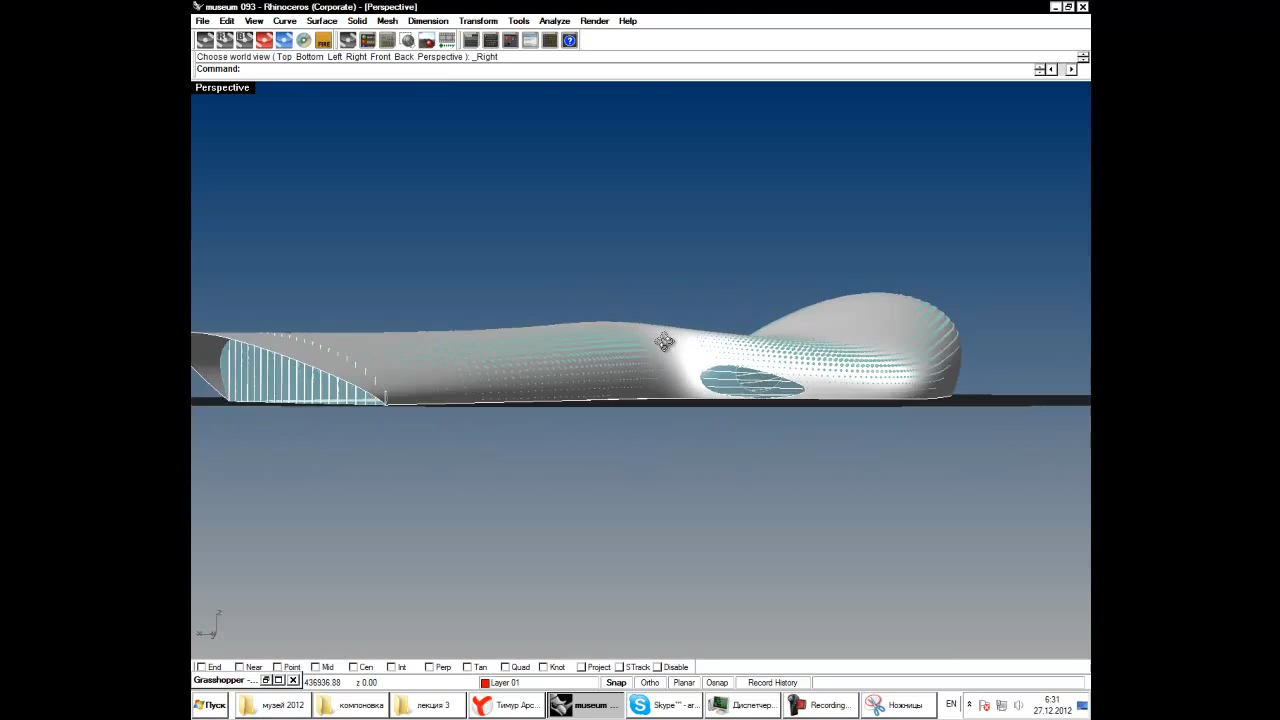 museum 093 - Rhinoceros (Corporate) - [Perspective]
File Edit View Curve Surface Solid Mesh Dimension Transform Tools Analyze Render Help
Choose world view ( Top Bottom Left Right Front Back Perspective ): _Right
Command:
Perspective
End Near Point Mid Cen Int Perp Tan Quad Knot Project STrack Disable
Grasshopper -... 436936.88 z 0.00 Layer 01 Snap Ortho Planar Osnap Record History
Пуск музей 2012 компоновка лекция 3 Тимур Арс... museum ... Skype™ - ar... Диспетчер... Recording... Ножницы EN 6:31
27.12.2012